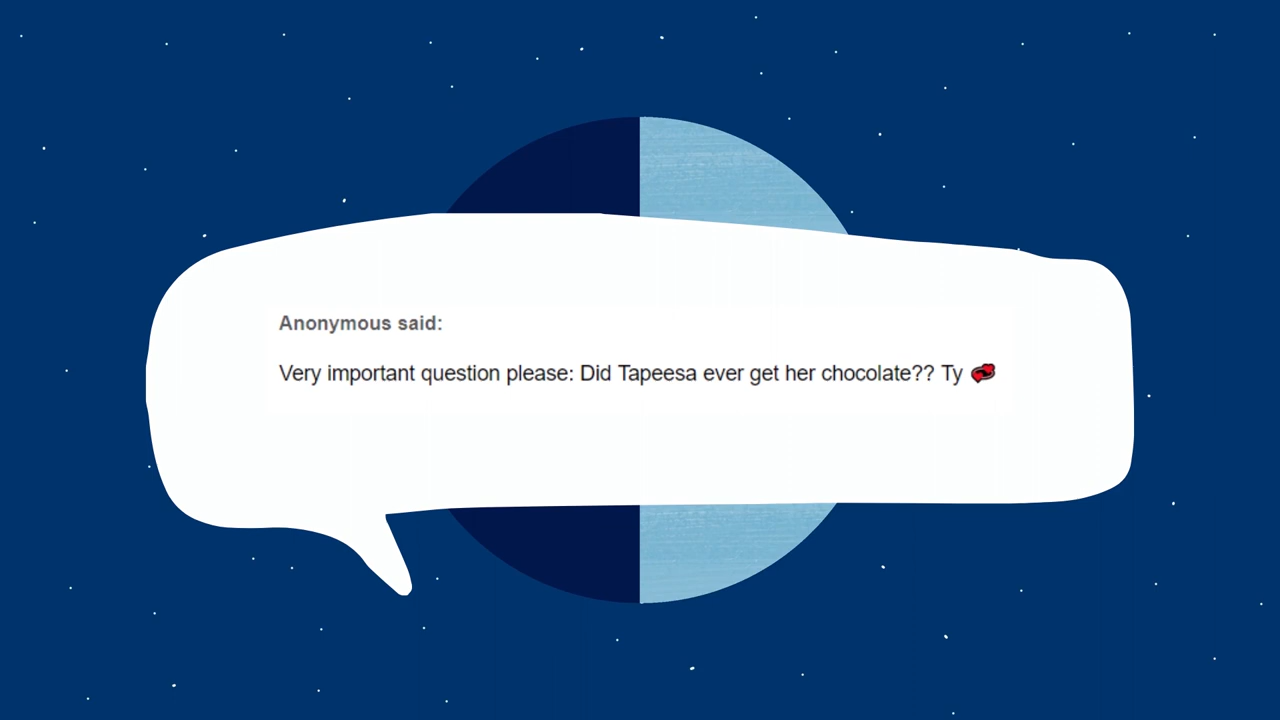 Anonymous said:
Very important question please: Did Tapeesa ever get her chocolate?? Ty 💞